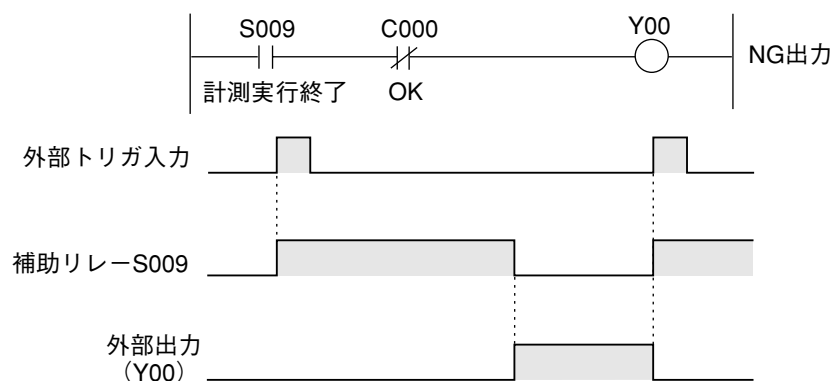 S009 C000 Y00
NG出力
計測実行終了 OK
外部トリガ入力
補助リレーS009
外部出力
（Y00）